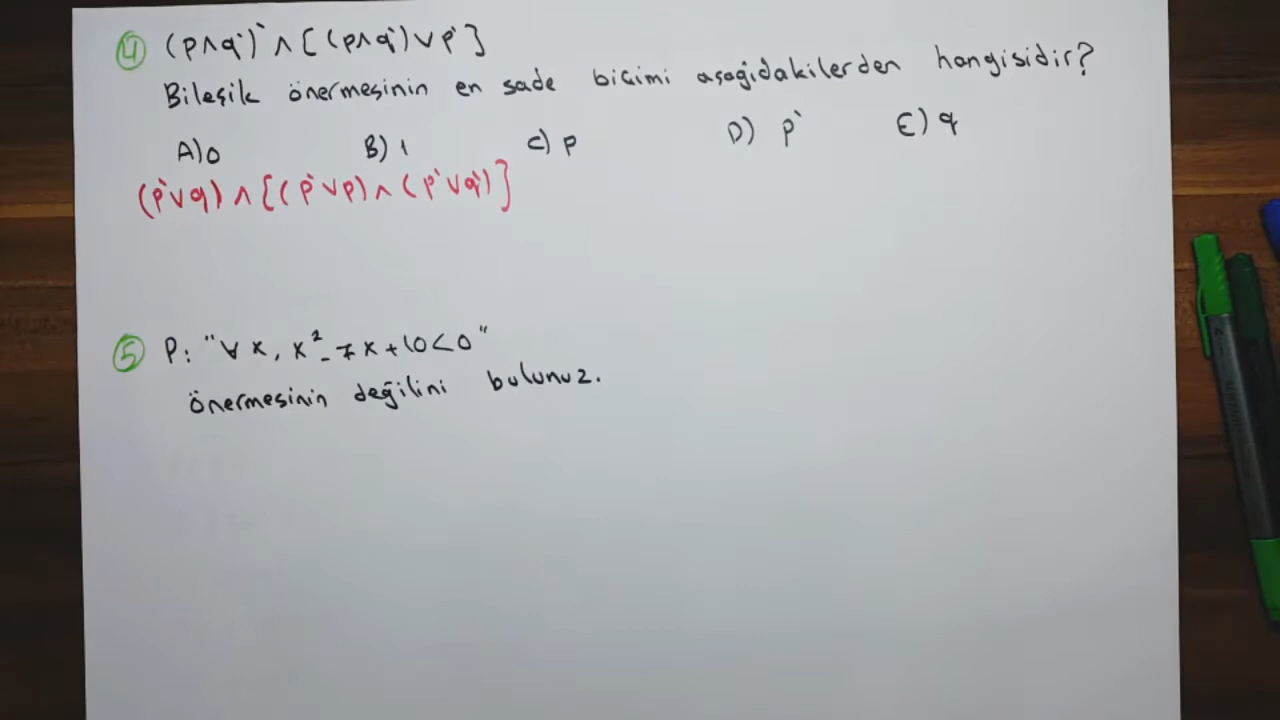 4 (p∧q')' ∧ [(p∧q')∨p']
Bileşik önermesinin en sade biçimi aşağıdakilerden hangisidir?
A) 0 B) 1 C) p D) p' E) q
(p'∨q) ∧ [(p'∨p) ∧ (p'∨q')]
5 P: "∀x, x²-7x+10<0"
önermesinin değilini bulunuz.